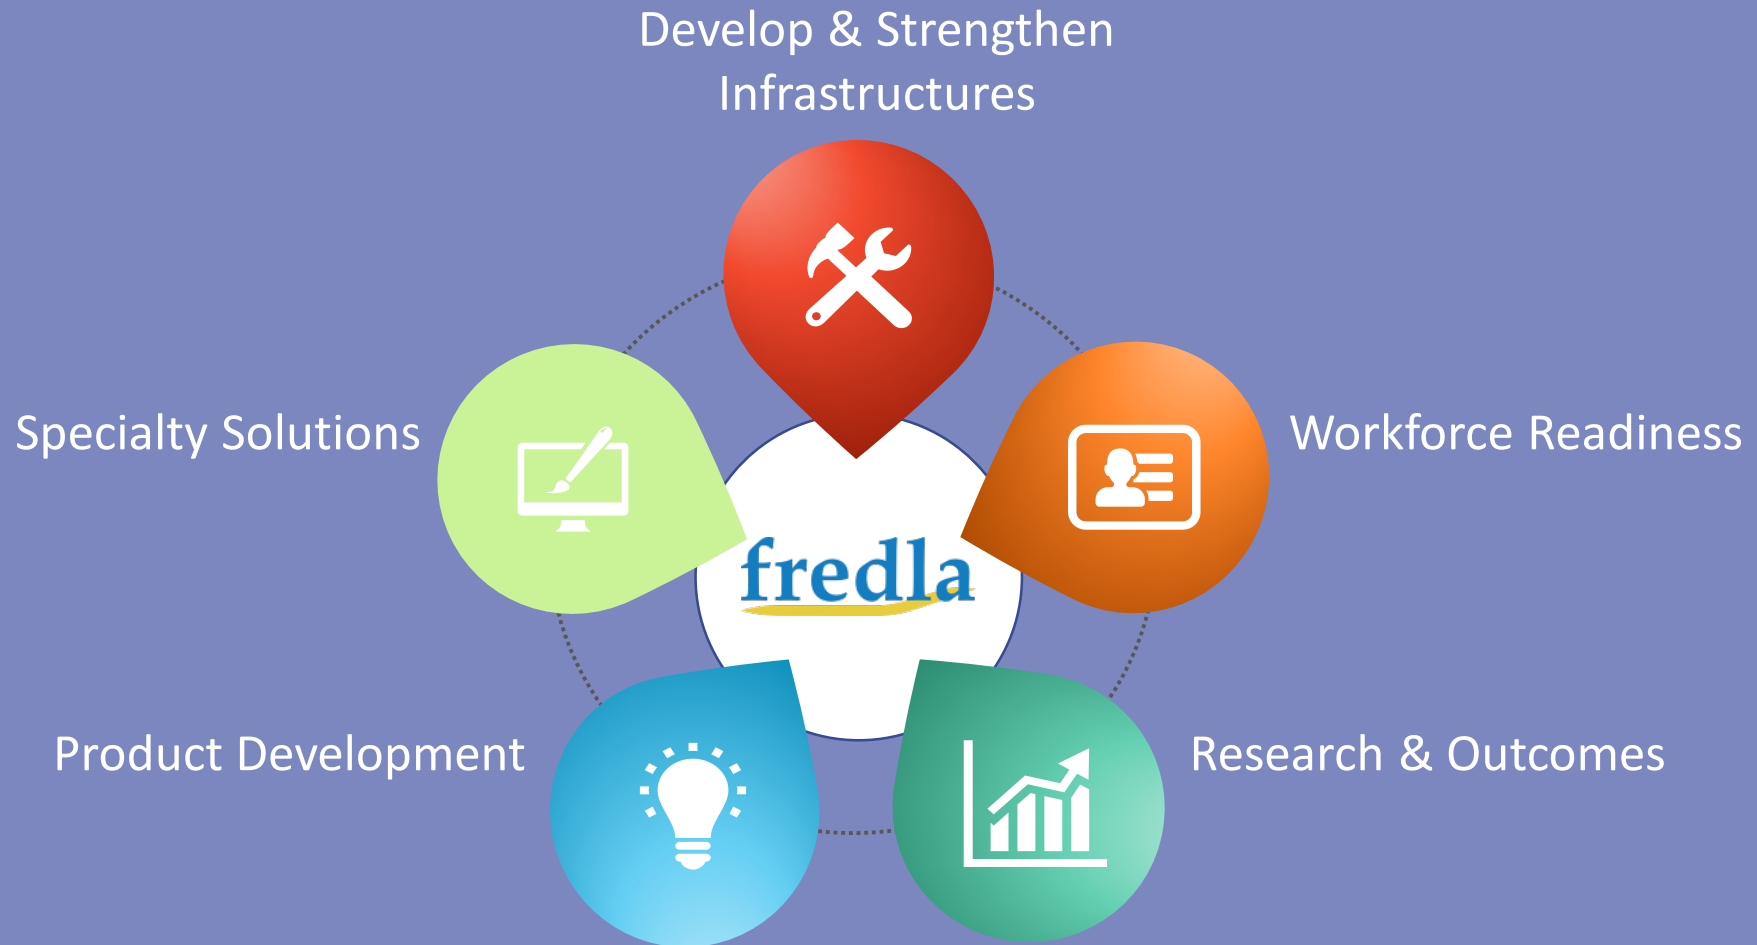 Develop & Strengthen
Infrastructures
Specialty Solutions
Workforce Readiness
fredla
Product Development
Research & Outcomes